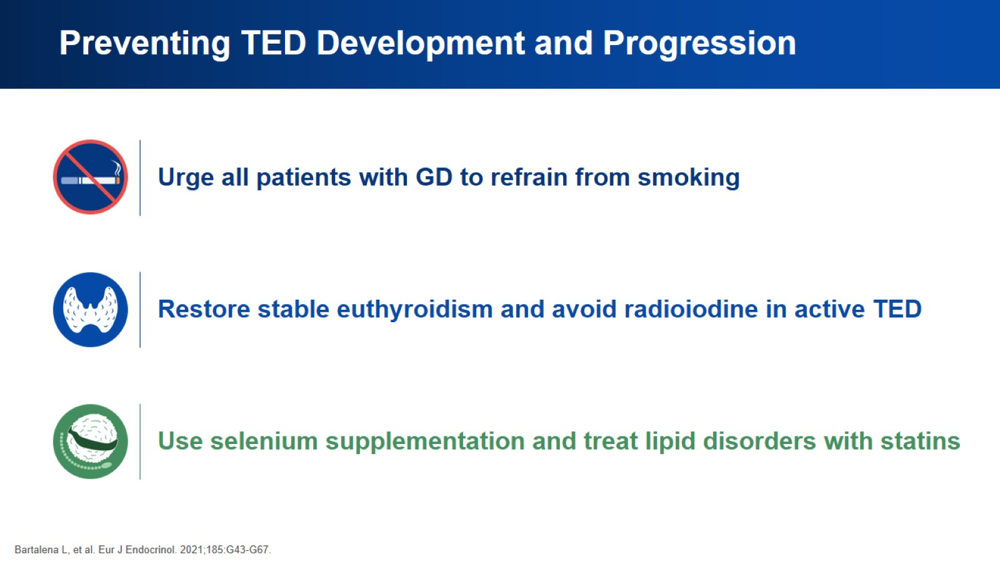 Preventing TED Development and Progression
Urge all patients with GD to refrain from smoking
Restore stable euthyroidism and avoid radioiodine in active TED
Use selenium supplementation and treat lipid disorders with statins
Bartalena L, et al. Eur J Endocrinol. 2021;185:G43-G67.